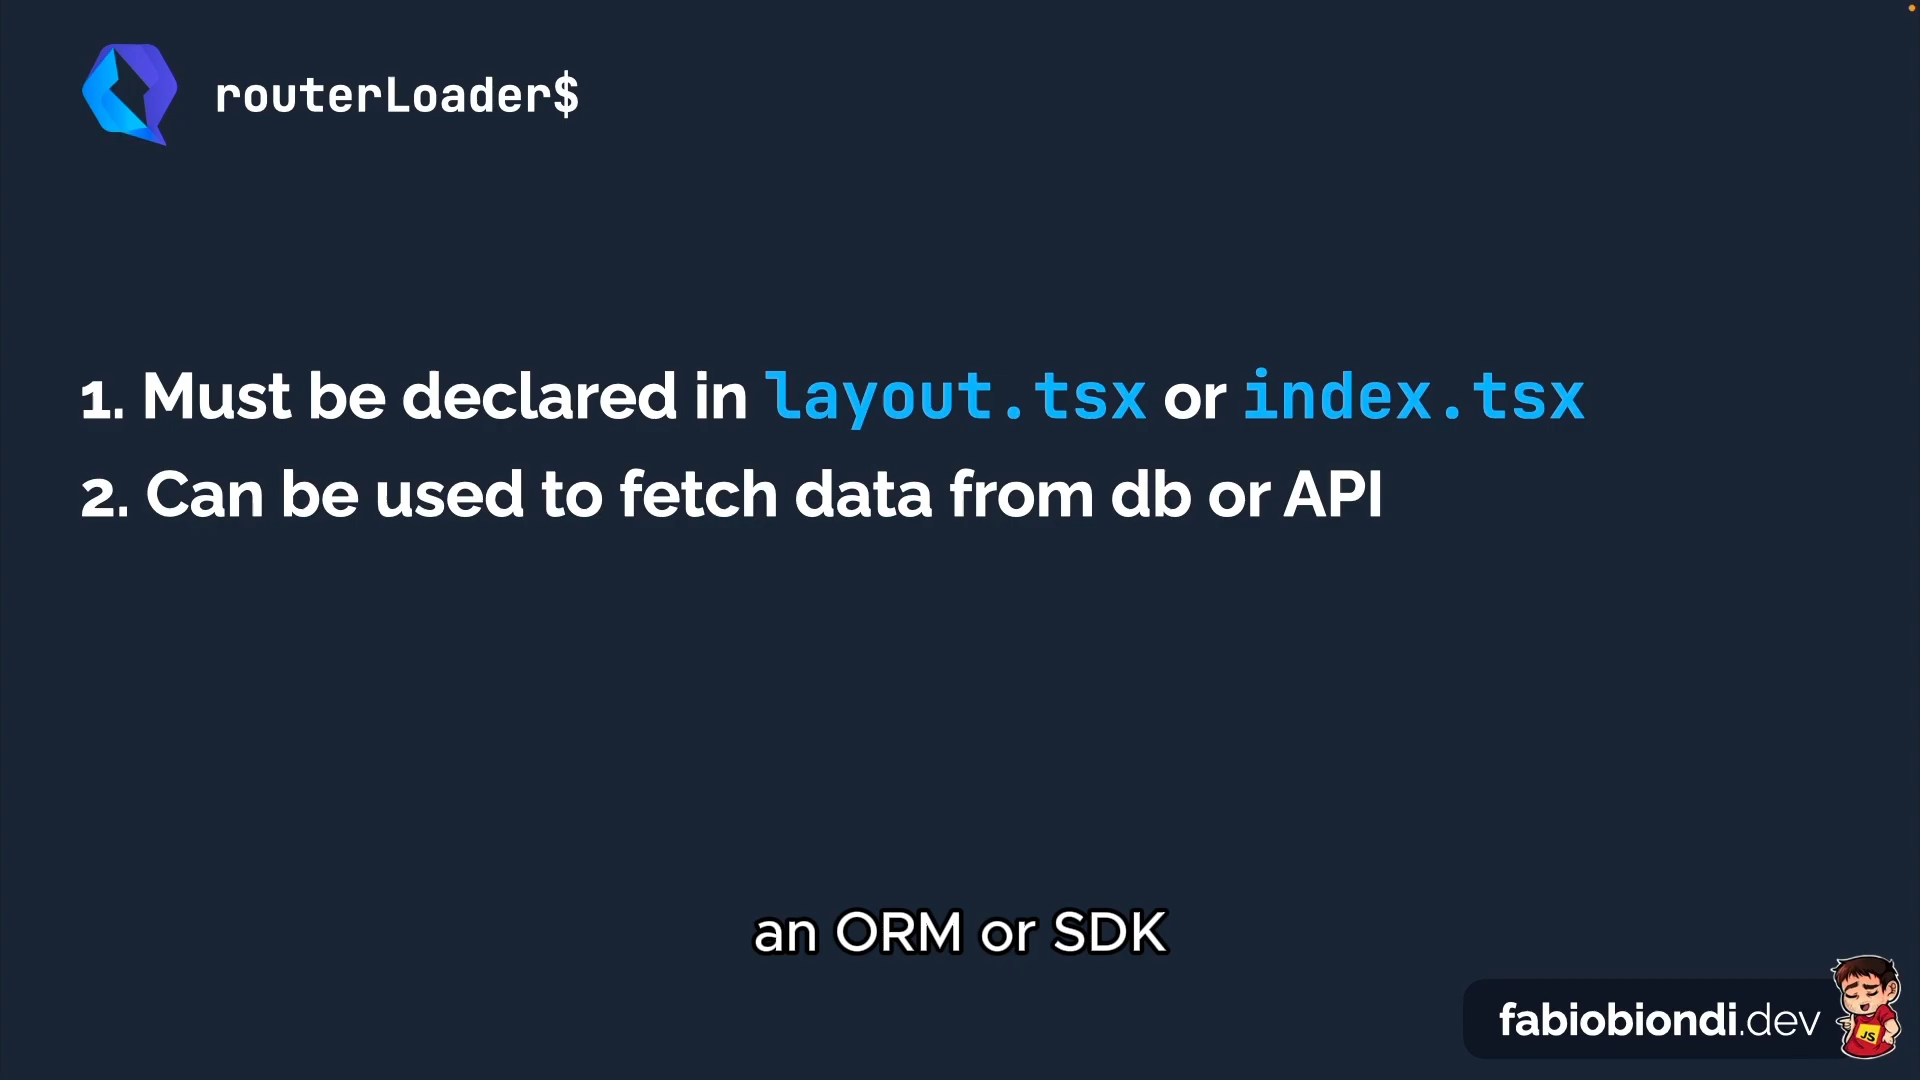 routerLoader$
1. Must be declared in layout.tsx or index.tsx
2. Can be used to fetch data from db or API
an ORM or SDK
fabiobiondi.dev
JS